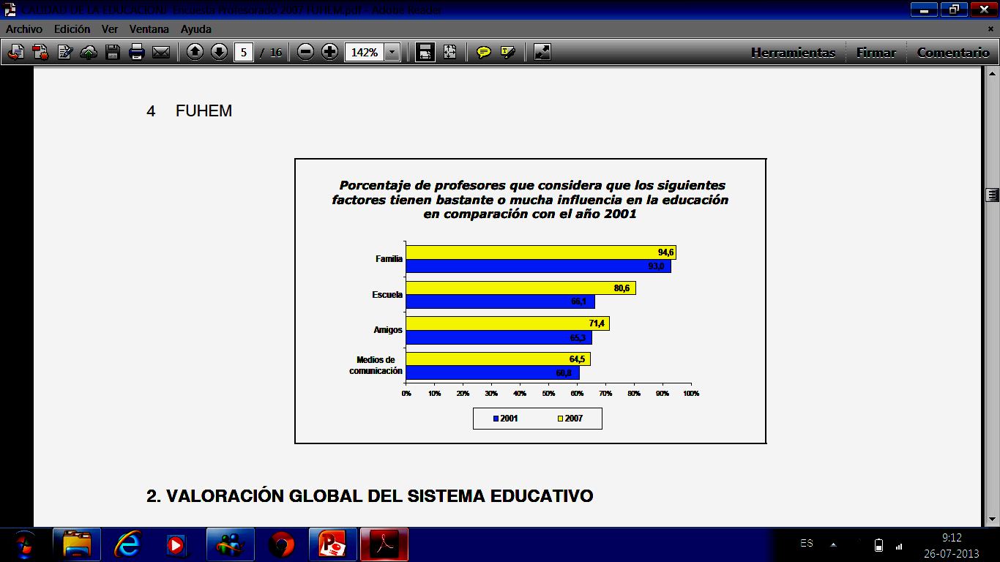 CALIDAD DE LA EDUCACIONJ Encuesta Profesorado 2007 FUHEM.pdf - Adobe Reader
Archivo Edición Ver Ventana Ayuda
5 / 16 142% Herramientas Firmar Comentario
4 FUHEM
Porcentaje de profesores que considera que los siguientes
factores tienen bastante o mucha influencia en la educación
en comparación con el año 2001
94,6
Familia
93,0
80,6
Escuela
66,1
71,4
Amigos
65,3
Medios de 64,5
comunicación 60,8
0% 10% 20% 30% 40% 50% 60% 70% 80% 90% 100%
2001 2007
2. VALORACIÓN GLOBAL DEL SISTEMA EDUCATIVO
ES 9:12
26-07-2013